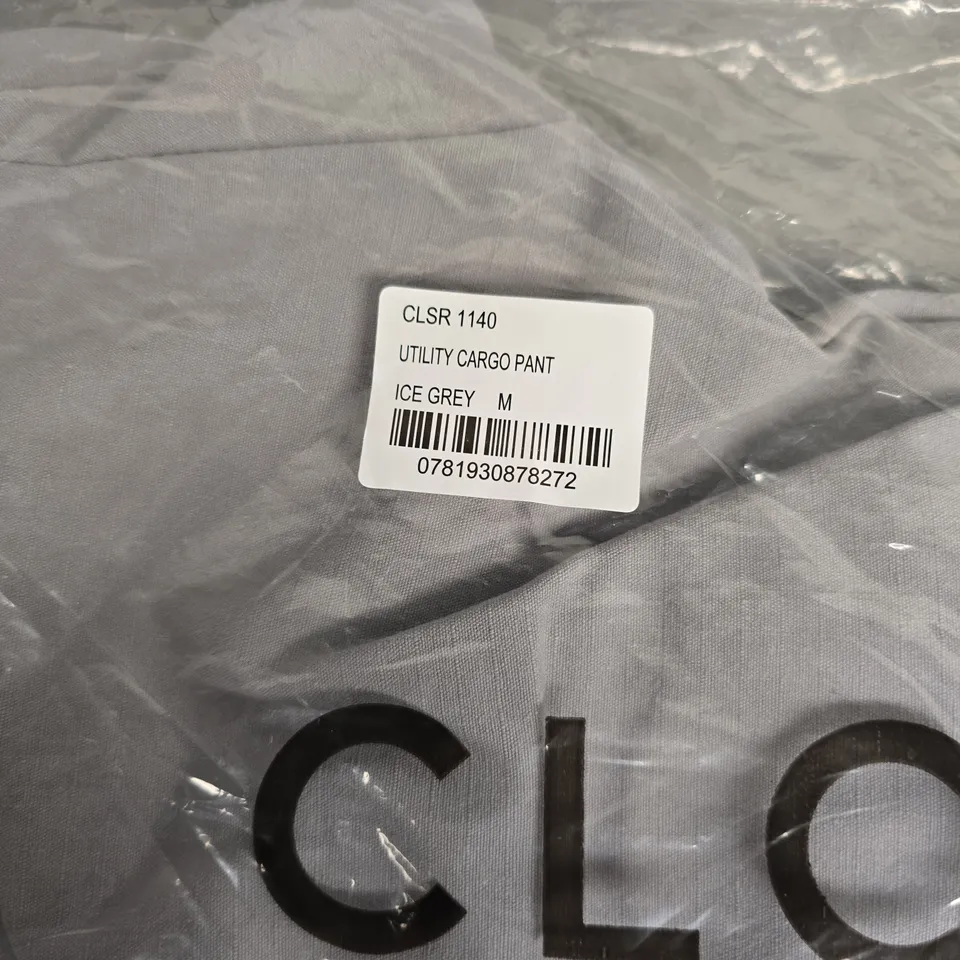 CLSR 1140
UTILITY CARGO PANT
ICE GREY M
0781930878272
CLO